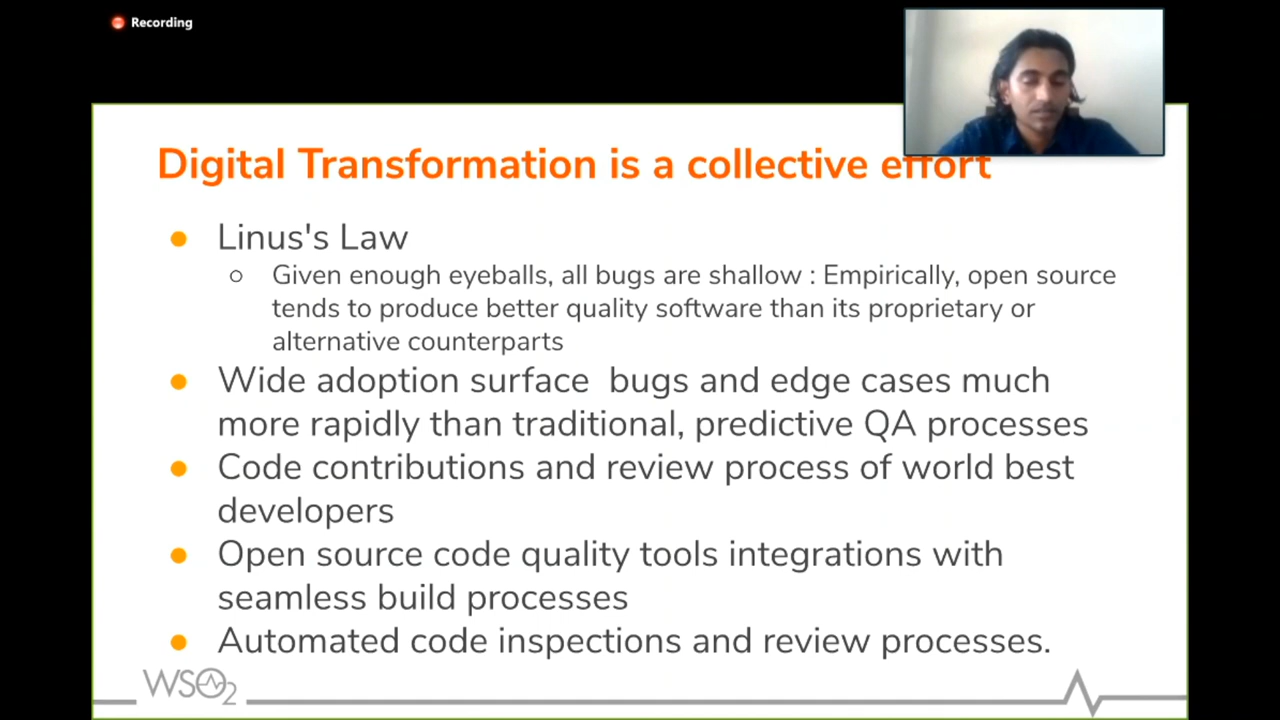 Recording
Digital Transformation is a collective effort
● Linus's Law
○ Given enough eyeballs, all bugs are shallow : Empirically, open source
tends to produce better quality software than its proprietary or
alternative counterparts
● Wide adoption surface  bugs and edge cases much
more rapidly than traditional, predictive QA processes
● Code contributions and review process of world best
developers
● Open source code quality tools integrations with
seamless build processes
● Automated code inspections and review processes.
WSO2